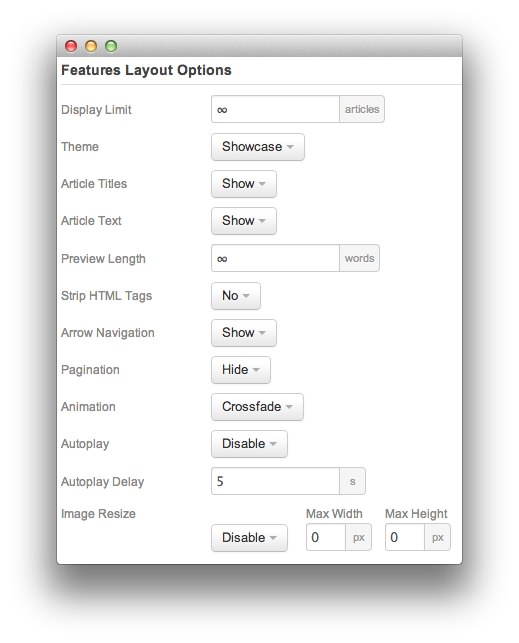 Features Layout Options
Display Limit ∞ articles
Theme Showcase
Article Titles Show
Article Text Show
Preview Length ∞ words
Strip HTML Tags No
Arrow Navigation Show
Pagination Hide
Animation Crossfade
Autoplay Disable
Autoplay Delay 5 s
Image Resize Max Width Max Height
Disable 0 px 0 px